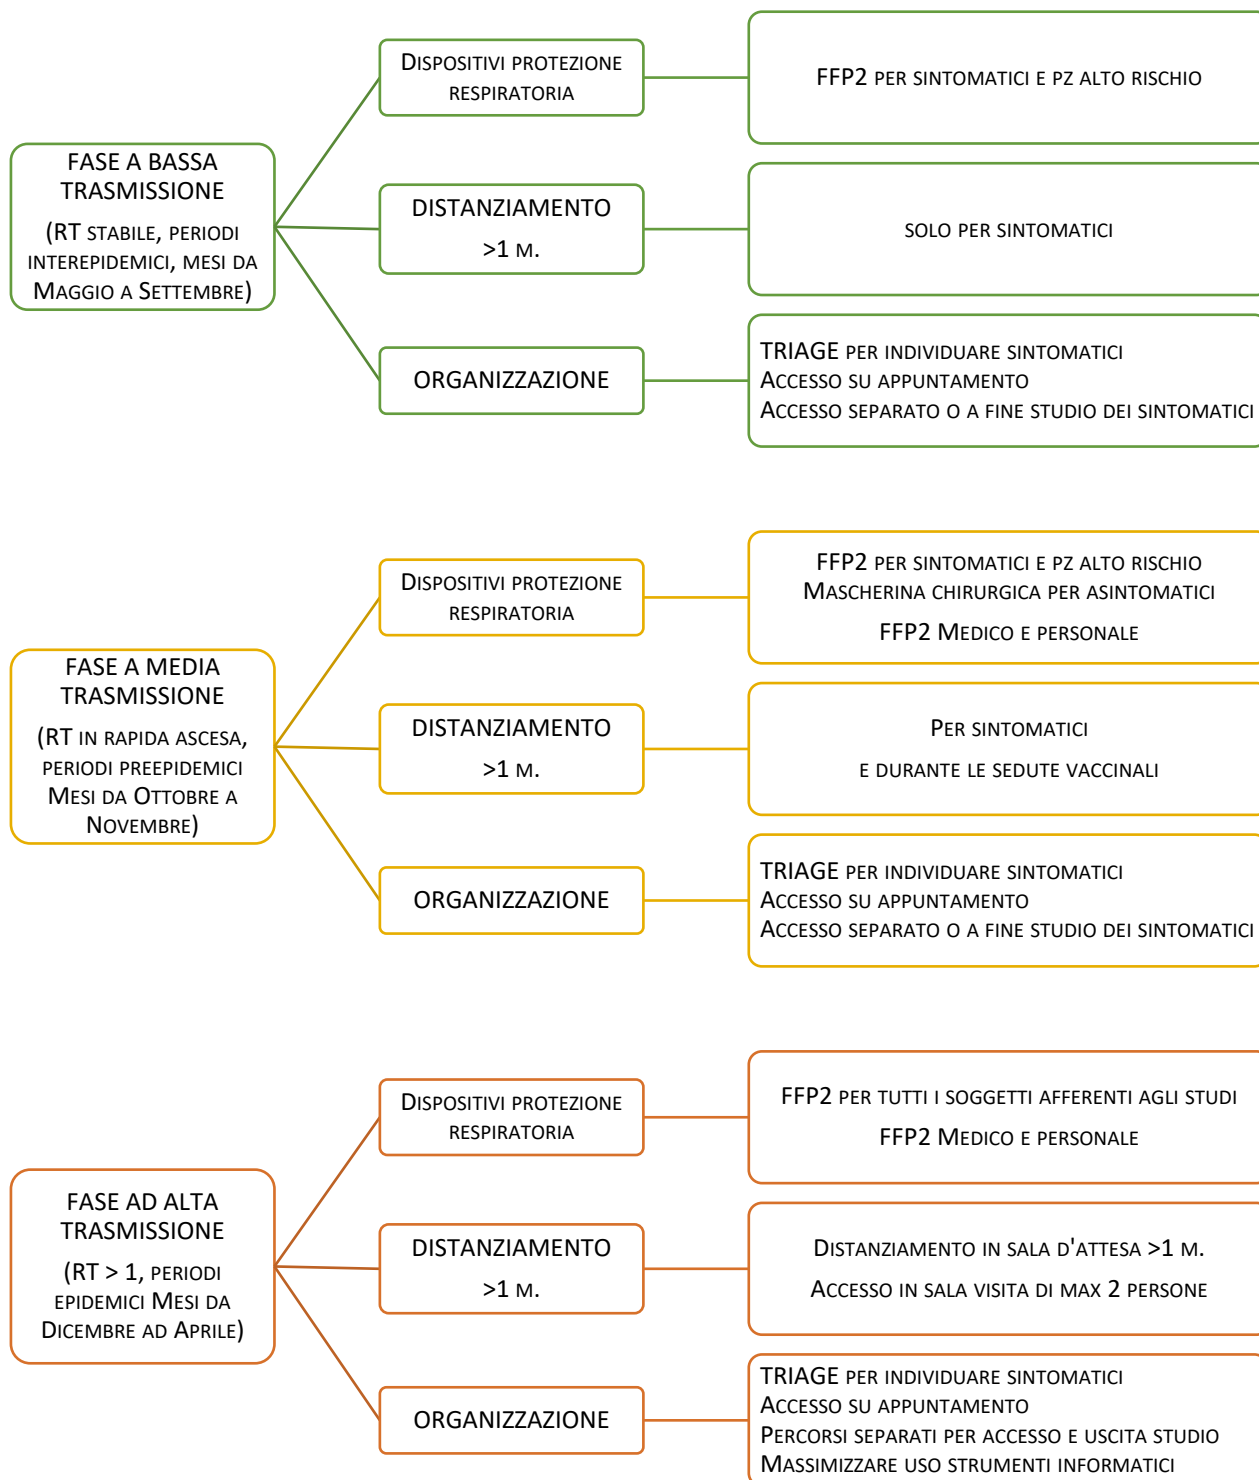 FASE A BASSA
TRASMISSIONE
(RT STABILE, PERIODI
INTEREPIDEMICI, MESI DA
MAGGIO A SETTEMBRE)
DISPOSITIVI PROTEZIONE
RESPIRATORIA
FFP2 PER SINTOMATICI E PZ ALTO RISCHIO
DISTANZIAMENTO
>1 M.
SOLO PER SINTOMATICI
ORGANIZZAZIONE
TRIAGE PER INDIVIDUARE SINTOMATICI
ACCESSO SU APPUNTAMENTO
ACCESSO SEPARATO O A FINE STUDIO DEI SINTOMATICI
FASE A MEDIA
TRASMISSIONE
(RT IN RAPIDA ASCESA,
PERIODI PREEPIDEMICI
MESI DA OTTOBRE A
NOVEMBRE)
DISPOSITIVI PROTEZIONE
RESPIRATORIA
FFP2 PER SINTOMATICI E PZ ALTO RISCHIO
MASCHERINA CHIRURGICA PER ASINTOMATICI
FFP2 MEDICO E PERSONALE
DISTANZIAMENTO
>1 M.
PER SINTOMATICI
E DURANTE LE SEDUTE VACCINALI
ORGANIZZAZIONE
TRIAGE PER INDIVIDUARE SINTOMATICI
ACCESSO SU APPUNTAMENTO
ACCESSO SEPARATO O A FINE STUDIO DEI SINTOMATICI
FASE AD ALTA
TRASMISSIONE
(RT > 1, PERIODI
EPIDEMICI MESI DA
DICEMBRE AD APRILE)
DISPOSITIVI PROTEZIONE
RESPIRATORIA
FFP2 PER TUTTI I SOGGETTI AFFERENTI AGLI STUDI
FFP2 MEDICO E PERSONALE
DISTANZIAMENTO
>1 M.
DISTANZIAMENTO IN SALA D'ATTESA >1 M.
ACCESSO IN SALA VISITA DI MAX 2 PERSONE
ORGANIZZAZIONE
TRIAGE PER INDIVIDUARE SINTOMATICI
ACCESSO SU APPUNTAMENTO
PERCORSI SEPARATI PER ACCESSO E USCITA STUDIO
MASSIMIZZARE USO STRUMENTI INFORMATICI